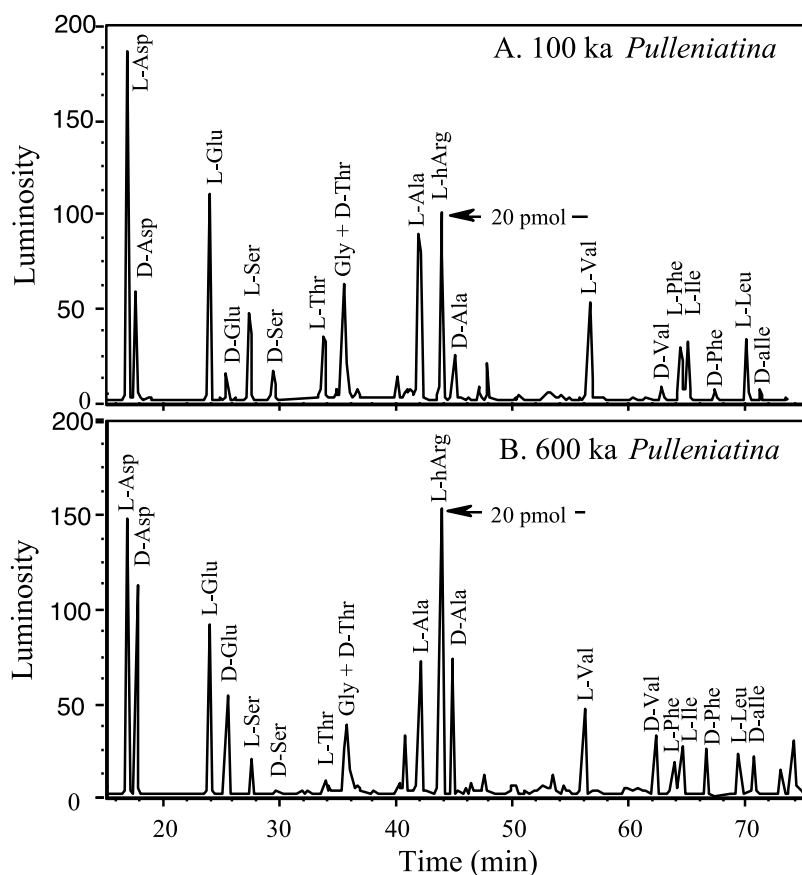 A. 100 ka Pulleniatina
Luminosity
200
150
100
50
0
L-Asp
D-Asp
L-Glu
D-Glu
L-Ser
D-Ser
L-Thr
Gly + D-Thr
L-Ala
L-hArg
20 pmol
D-Ala
L-Val
D-Val
L-Phe
L-Ile
D-Phe
L-Leu
D-alle
B. 600 ka Pulleniatina
Luminosity
200
150
100
50
0
L-Asp
D-Asp
L-Glu
D-Glu
L-Ser
D-Ser
L-Thr
Gly + D-Thr
L-Ala
L-hArg
20 pmol
D-Ala
L-Val
D-Val
L-Phe
L-Ile
D-Phe
L-Leu
D-alle
20 30 40 50 60 70
Time (min)